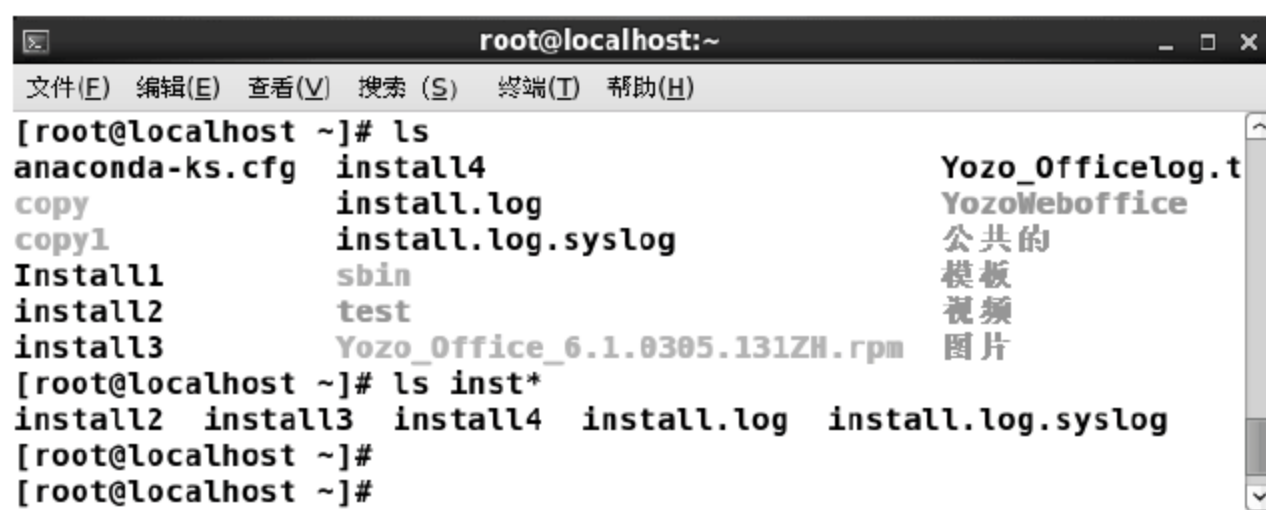 root@localhost:~
文件(F) 编辑(E) 查看(V) 搜索 (S) 终端(T) 帮助(H)
[root@localhost ~]# ls
anaconda-ks.cfg install4 Yozo_Officelog.t
copy install.log YozoWeboffice
copy1 install.log.syslog 公共的
Install1 sbin 模板
install2 test 视频
install3 Yozo_Office_6.1.0305.131ZH.rpm 图片
[root@localhost ~]# ls inst*
install2 install3 install4 install.log install.log.syslog
[root@localhost ~]#
[root@localhost ~]#